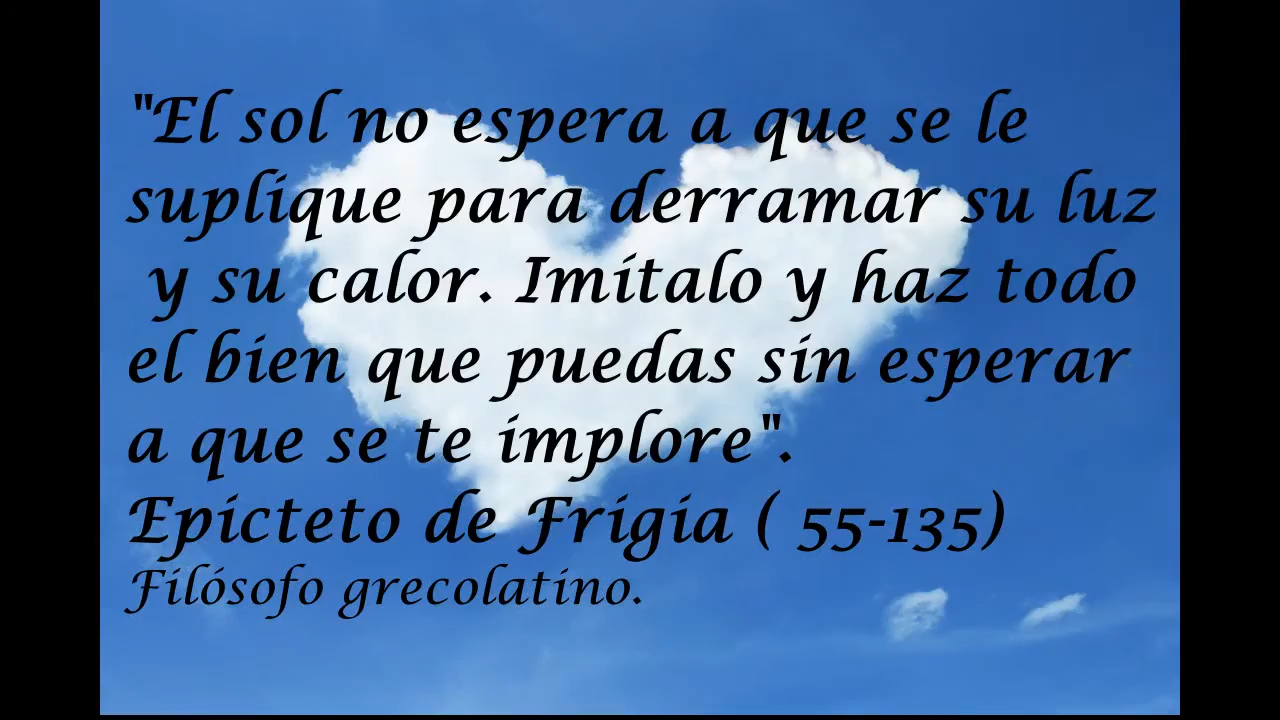 "El sol no espera a que se le
suplique para derramar su luz
y su calor. Imítalo y haz todo
el bien que puedas sin esperar
a que se te implore".
Epicteto de Frigia ( 55-135)
Filósofo grecolatino.